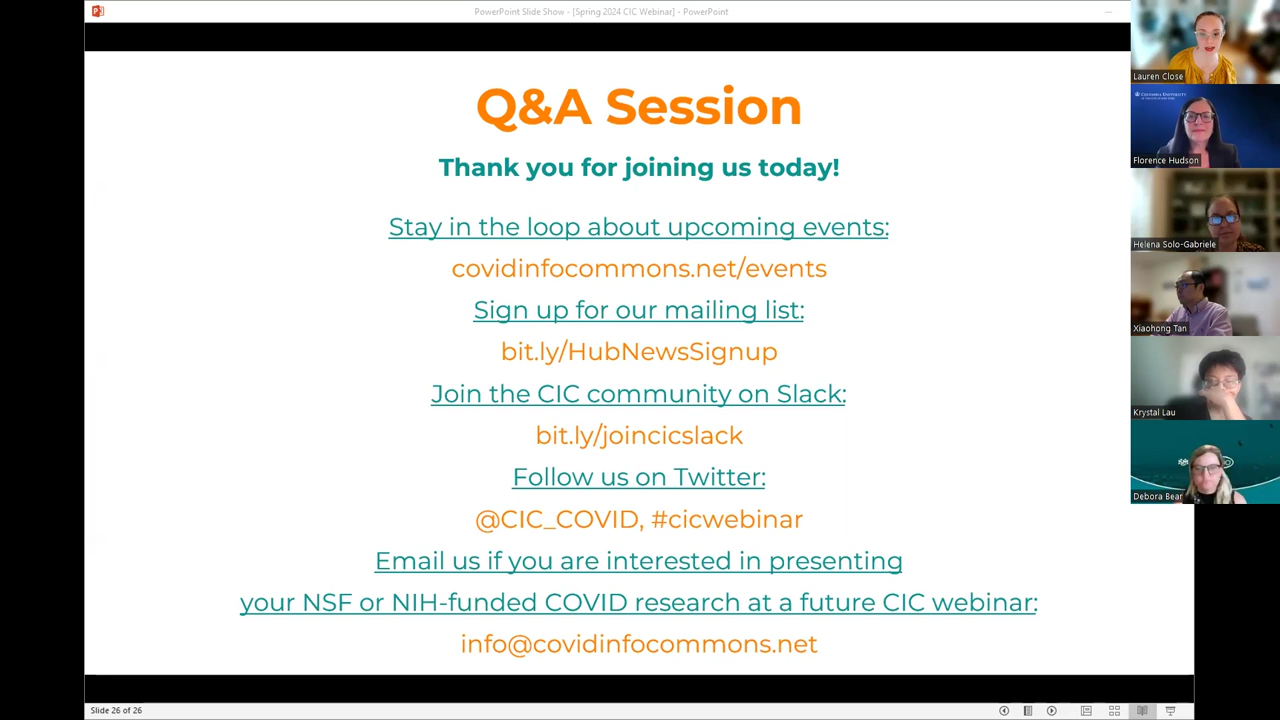 PowerPoint Slide Show - [Spring 2024 CIC Webinar] - PowerPoint
Q&A Session
Thank you for joining us today!
Stay in the loop about upcoming events:
covidinfocommons.net/events
Sign up for our mailing list:
bit.ly/HubNewsSignup
Join the CIC community on Slack:
bit.ly/joincicslack
Follow us on Twitter:
@CIC_COVID, #cicwebinar
Email us if you are interested in presenting
your NSF or NIH-funded COVID research at a future CIC webinar:
info@covidinfocommons.net
Slide 26 of 26
Lauren Close
COLUMBIA UNIVERSITY
Florence Hudson
Helena Solo-Gabriele
Xiaohong Tan
Krystal Lau
Debora Bear